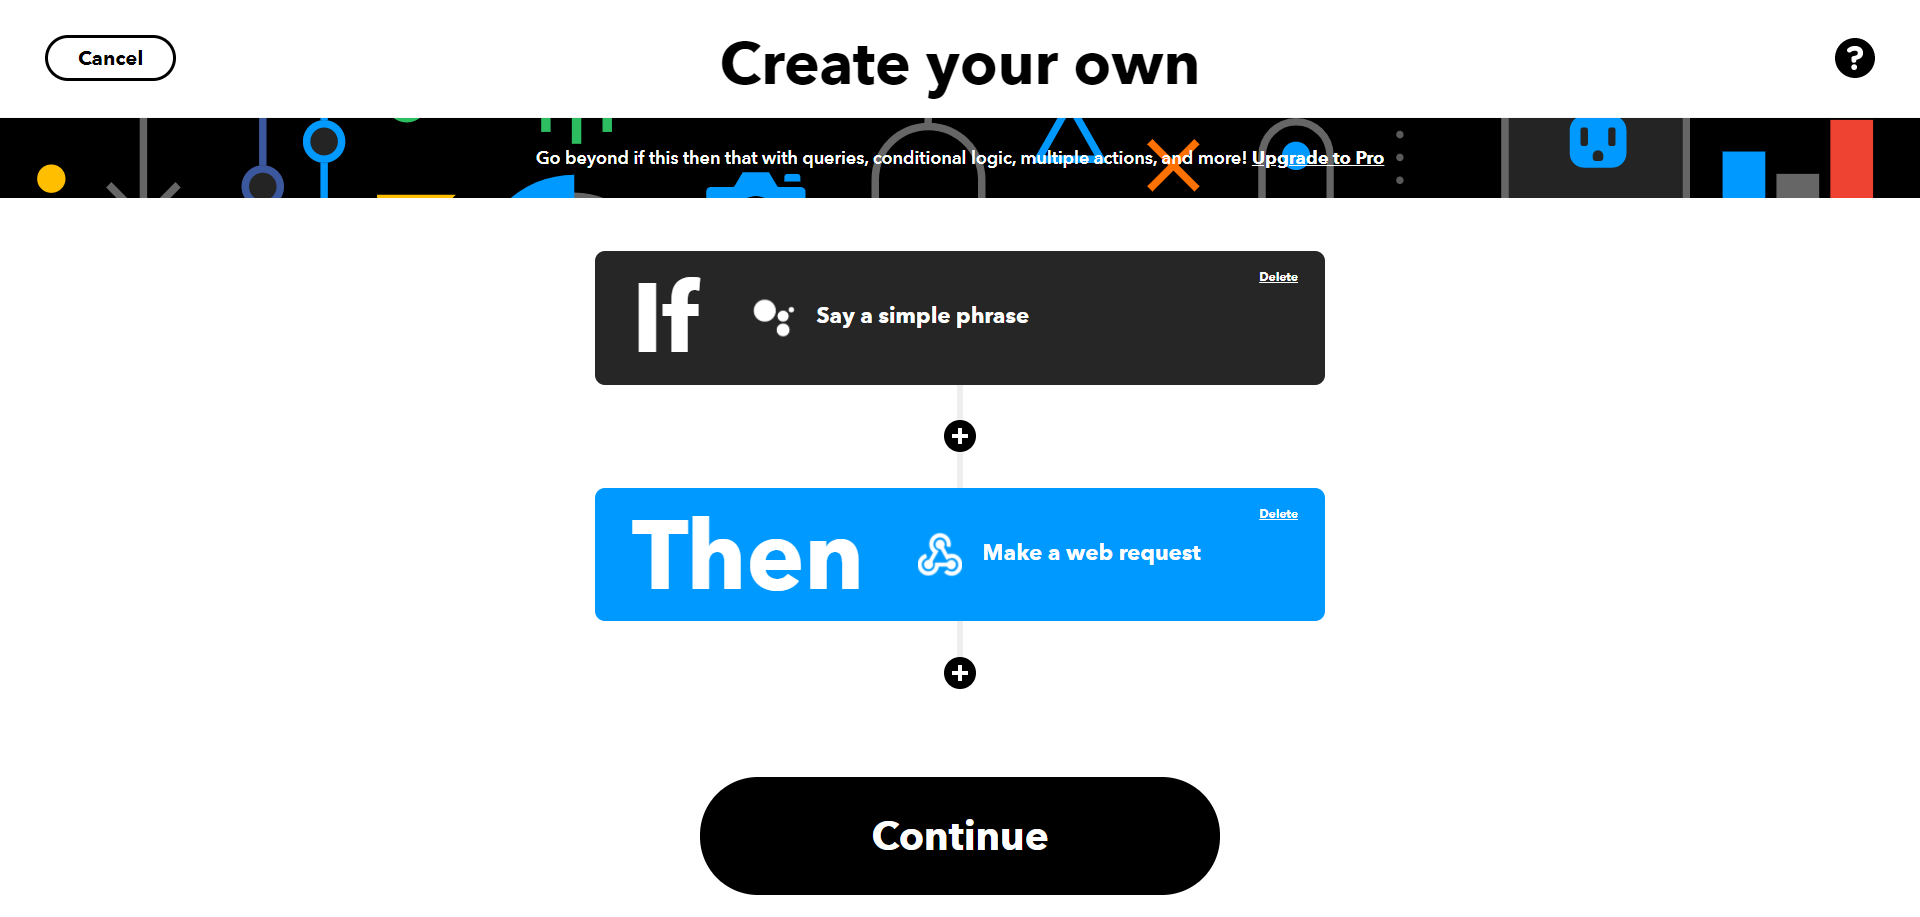 Cancel
Create your own
?
Go beyond if this then that with queries, conditional logic, multiple actions, and more! Upgrade to Pro
Delete
If
Say a simple phrase
Delete
Then
Make a web request
Continue